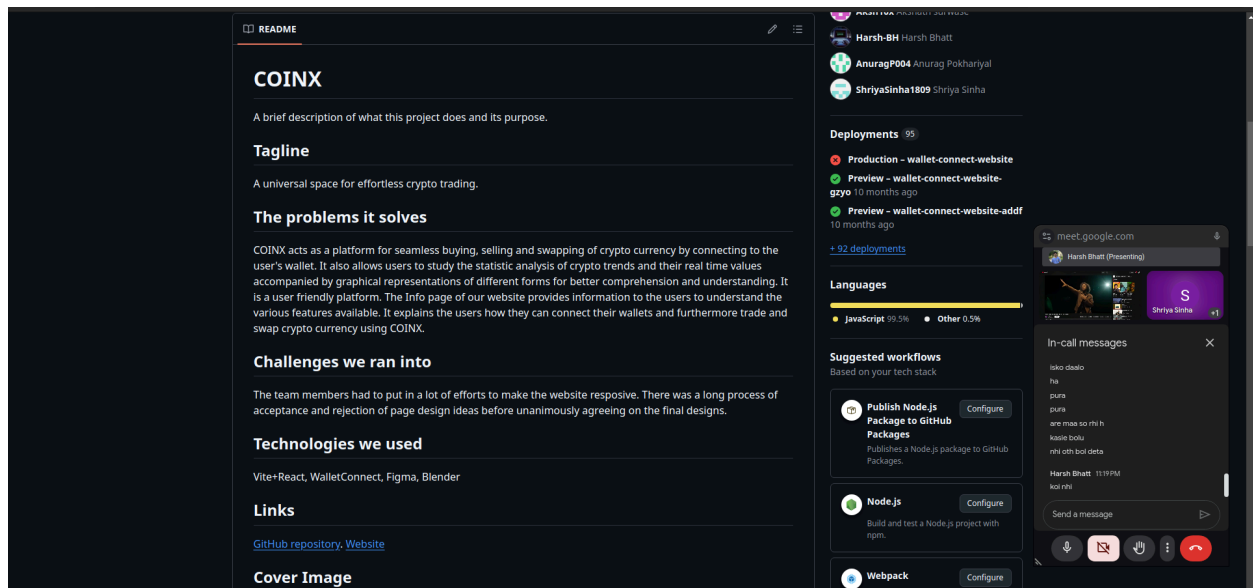 README
COINX
A brief description of what this project does and its purpose.
Tagline
A universal space for effortless crypto trading.
The problems it solves
COINX acts as a platform for seamless buying, selling and swapping of crypto currency by connecting to the
user's wallet. It also allows users to study the statistic analysis of crypto trends and their real time values
accompanied by graphical representations of different forms for better comprehension and understanding. It
is a user friendly platform. The Info page of our website provides information to the users to understand the
various features available. It explains the users how they can connect their wallets and furthermore trade and
swap crypto currency using COINX.
Challenges we ran into
The team members had to put in a lot of efforts to make the website resposive. There was a long process of
acceptance and rejection of page design ideas before unanimously agreeing on the final designs.
Technologies we used
Vite+React, WalletConnect, Figma, Blender
Links
GitHub repository. Website
Cover Image
Harsh-BH Harsh Bhatt
AnuragP004 Anurag Pokhariyal
ShriyaSinha1809 Shriya Sinha
Deployments 95
Production – wallet-connect-website
Preview – wallet-connect-website-
gzyo 10 months ago
Preview – wallet-connect-website-addf
10 months ago
+ 92 deployments
Languages
JavaScript 99.5% Other 0.5%
Suggested workflows
Based on your tech stack
Publish Node.js
Package to GitHub
Packages
Configure
Publishes a Node.js package to GitHub
Packages.
Node.js
Configure
Build and test a Node.js project with
npm.
Webpack
Configure
meet.google.com
Harsh Bhatt (Presenting)
S
Shriya Sinha
+1
In-call messages
isko daalo
ha
pura
pura
are maa so rhi h
kasie bolu
nhi oth bol deta
Harsh Bhatt 11:19 PM
koi nhi
Send a message